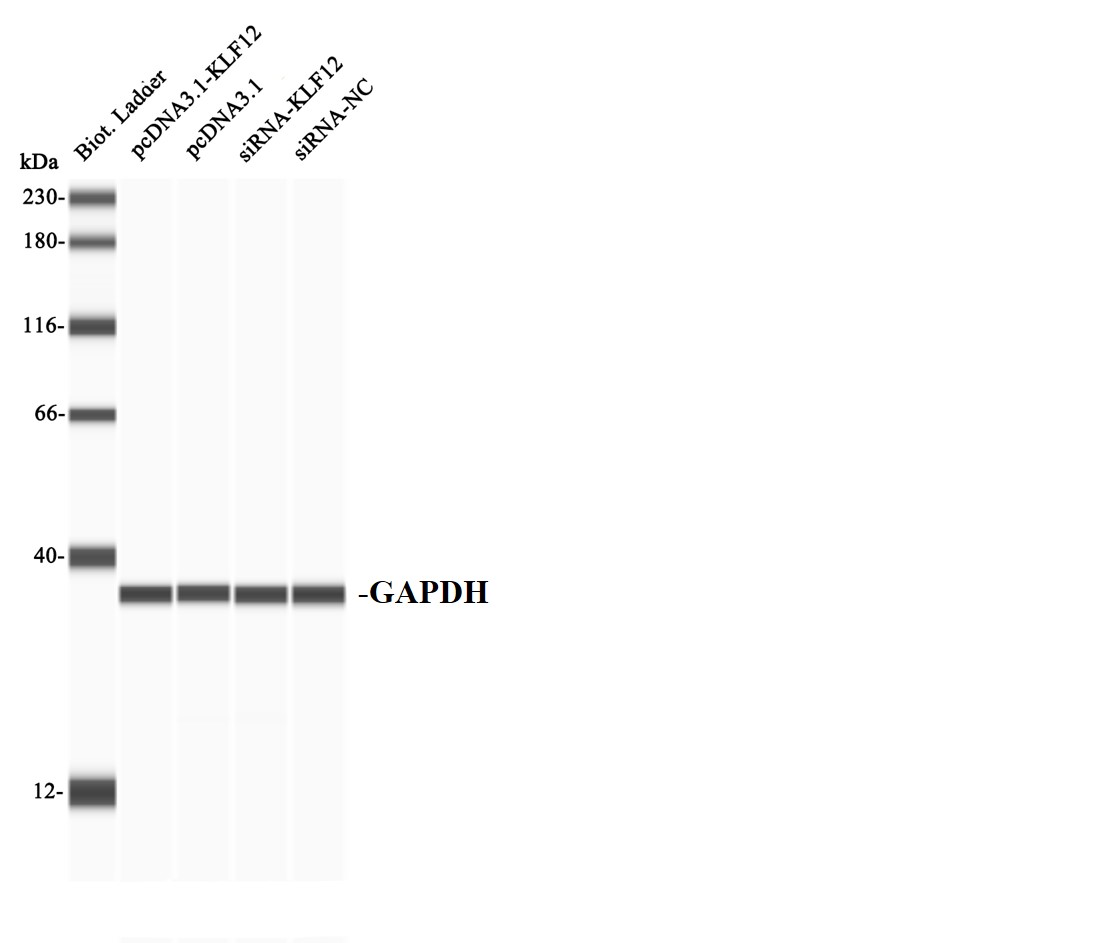 Biot. Ladder
pcDNA3.1-KLF12
pcDNA3.1
siRNA-KLF12
siRNA-NC
kDa
230-
180-
116-
66-
40-
-GAPDH
12-